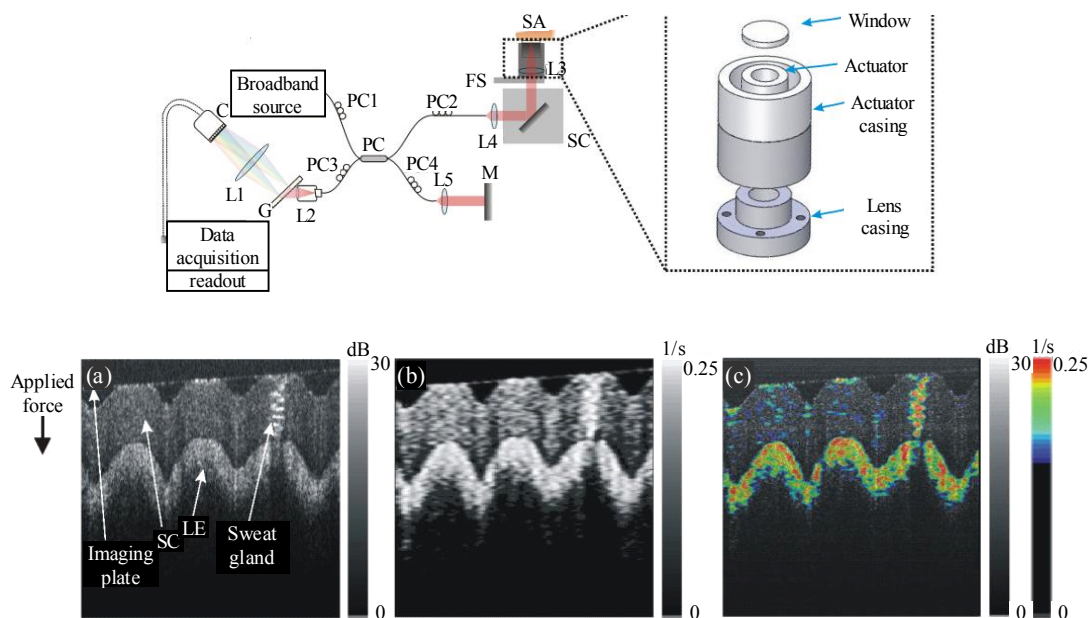 SA
Window
Broadband
source
PC1
FS
L3
Actuator
C
PC2
PC
L4
SC
Actuator
casing
PC3
PC4
L5
M
L1
G
L2
Lens
casing
Data
acquisition
readout
dB
30
1/s
0.25
dB
30
1/s
0.25
(a)
(b)
(c)
Applied
force
SC
LE
Sweat
gland
Imaging
plate
0
0
0
0